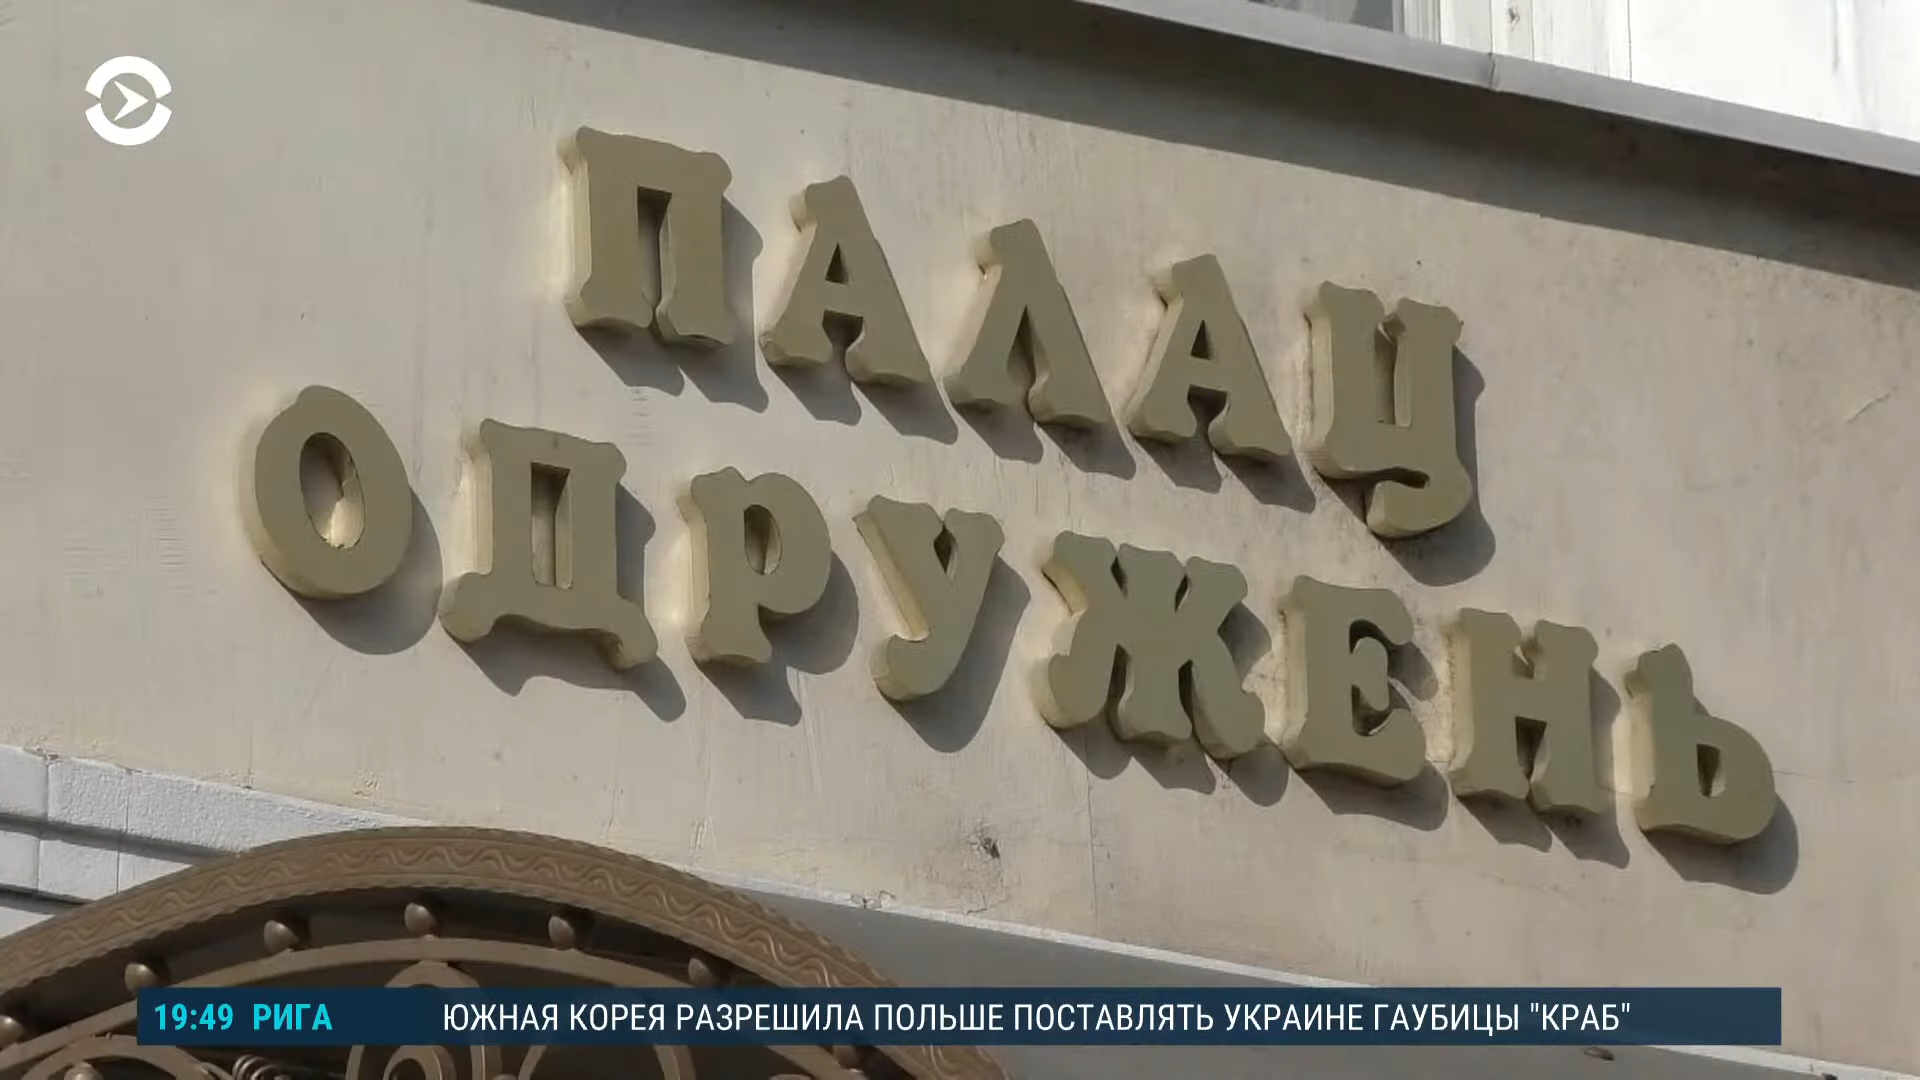 ПАЛАЦ
ОДРУЖЕНЬ
19:49 РИГА ЮЖНАЯ КОРЕЯ РАЗРЕШИЛА ПОЛЬШЕ ПОСТАВЛЯТЬ УКРАИНЕ ГАУБИЦЫ "КРАБ"